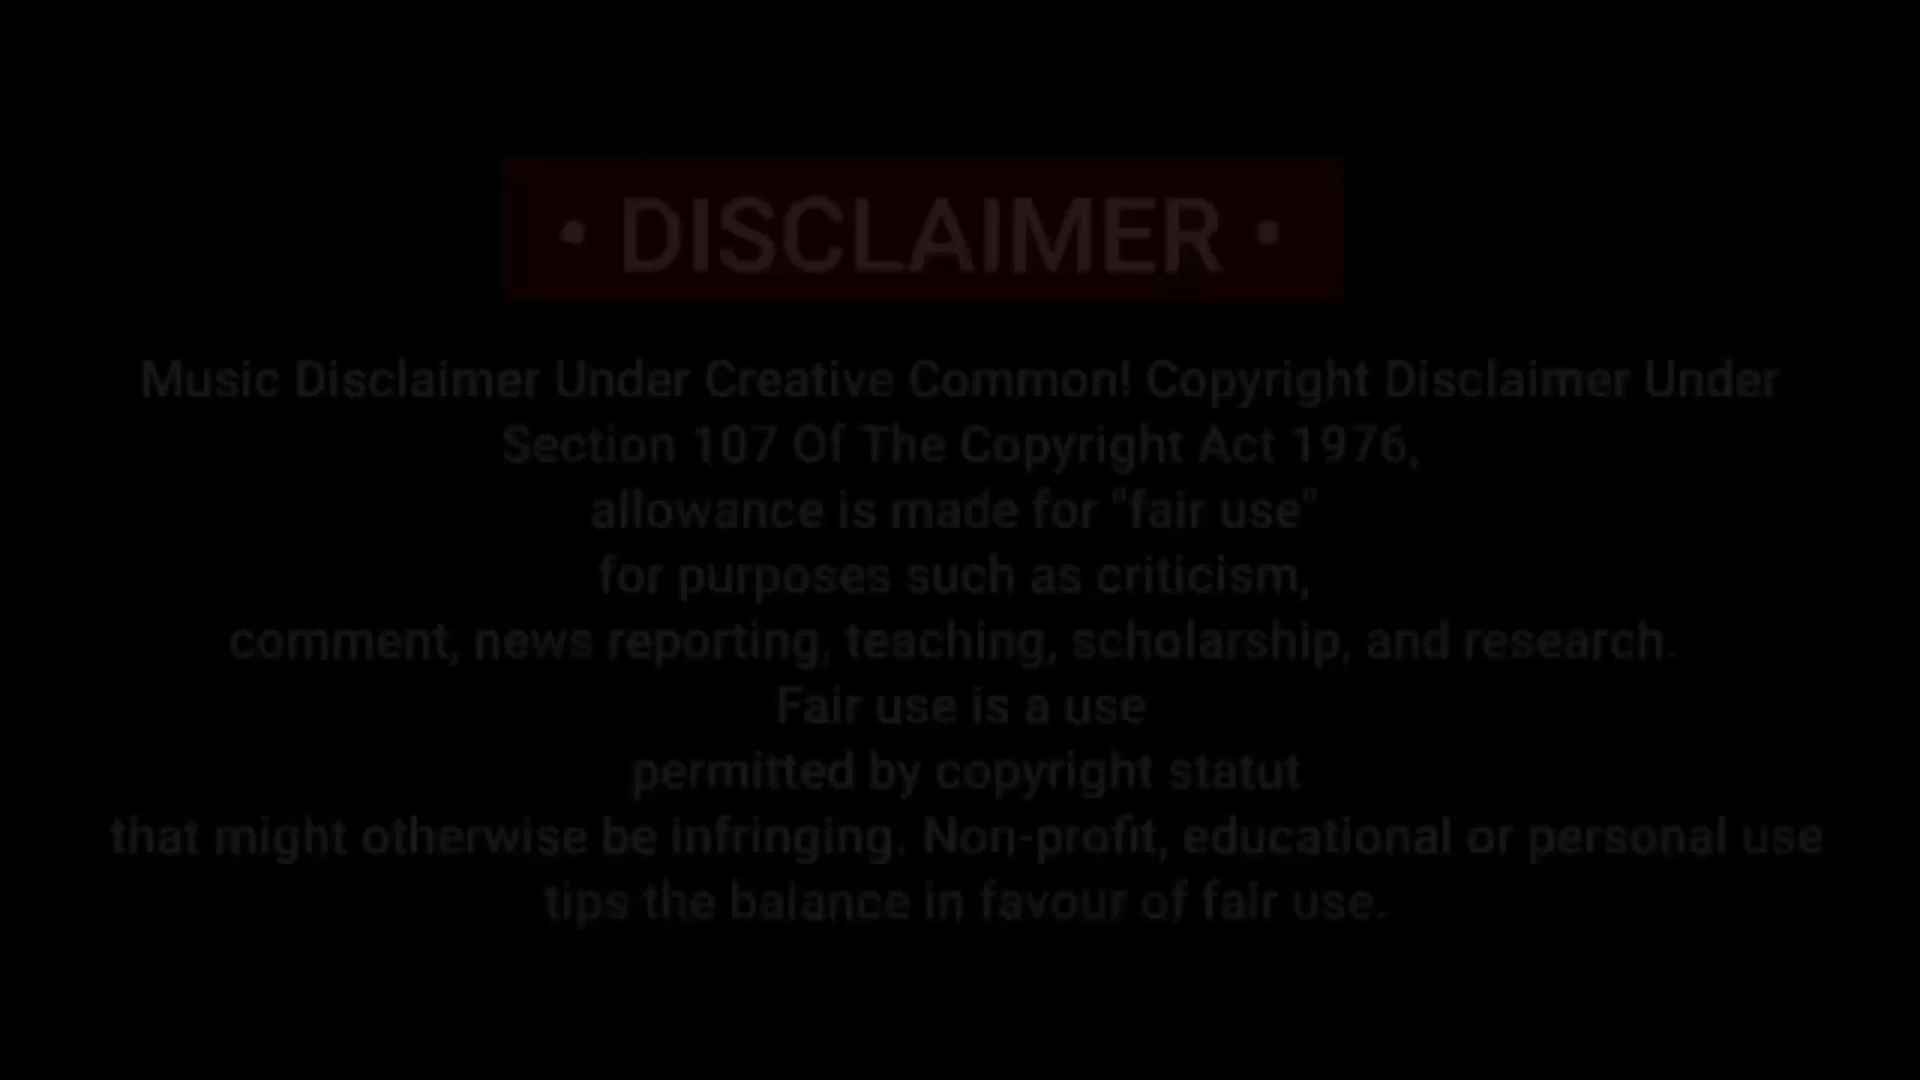 • DISCLAIMER •
Music Disclaimer Under Creative Common! Copyright Disclaimer Under
Section 107 Of The Copyright Act 1976,
allowance is made for "fair use"
for purposes such as criticism,
comment, news reporting, teaching, scholarship, and research.
Fair use is a use
permitted by copyright statut
that might otherwise be infringing. Non-profit, educational or personal use
tips the balance in favour of fair use.